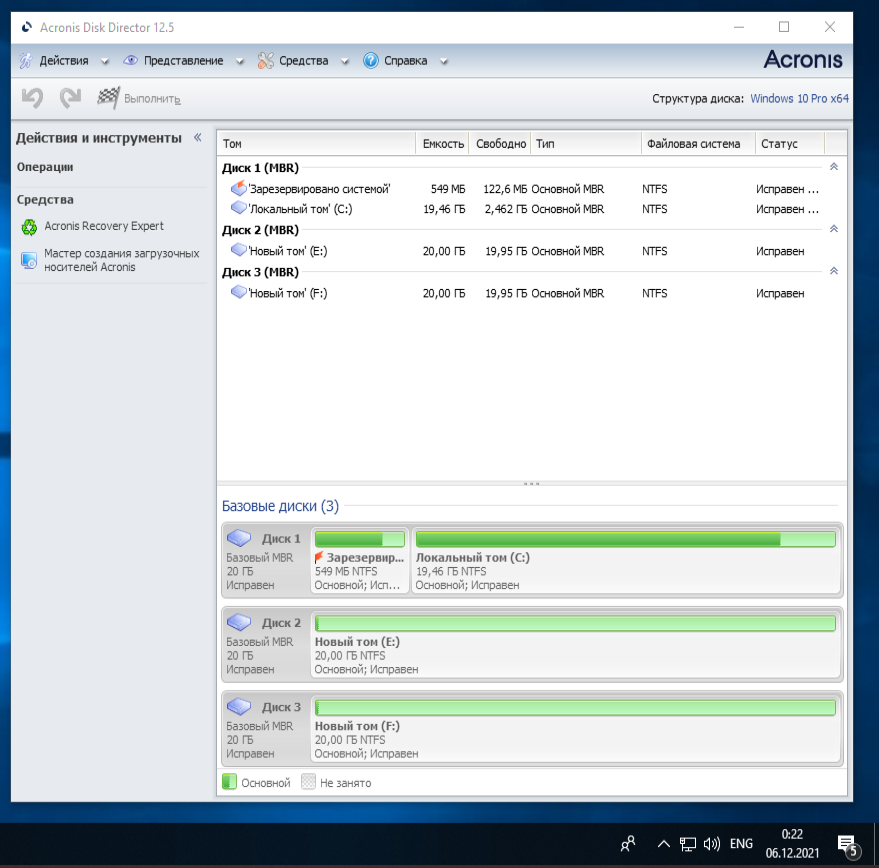 Acronis Disk Director 12.5
Действия Представление Средства Справка Acronis
Выполнить Структура диска: Windows 10 Pro x64
Действия и инструменты «
Операции
Средства
Acronis Recovery Expert
Мастер создания загрузочных
носителей Acronis
Том Емкость Свободно Тип Файловая система Статус
Диск 1 (MBR)
'Зарезервировано системой' 549 МБ 122,6 МБ Основной MBR NTFS Исправен ...
'Локальный том' (C:) 19,46 ГБ 2,462 ГБ Основной MBR NTFS Исправен ...
Диск 2 (MBR)
'Новый том' (E:) 20,00 ГБ 19,95 ГБ Основной MBR NTFS Исправен
Диск 3 (MBR)
'Новый том' (F:) 20,00 ГБ 19,95 ГБ Основной MBR NTFS Исправен
Базовые диски (3)
Диск 1
Базовый MBR
20 ГБ
Исправен
Зарезервир...
549 МБ NTFS
Основной; Исп...
Локальный том (C:)
19,46 ГБ NTFS
Основной; Исправен
Диск 2
Базовый MBR
20 ГБ
Исправен
Новый том (E:)
20,00 ГБ NTFS
Основной; Исправен
Диск 3
Базовый MBR
20 ГБ
Исправен
Новый том (F:)
20,00 ГБ NTFS
Основной; Исправен
Основной Не занято
ENG
0:22
06.12.2021
5